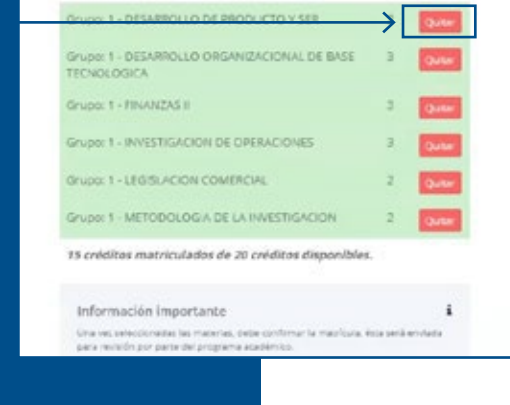 Grupo: 1 - DESARROLLO DE PRODUCTO Y SER Quitar
Grupo: 1 - DESARROLLO ORGANIZACIONAL DE BASE 3 Quitar
TECNOLOGICA
Grupo: 1 - FINANZAS II 3 Quitar
Grupo: 1 - INVESTIGACION DE OPERACIONES 3 Quitar
Grupo: 1 - LEGISLACION COMERCIAL 2 Quitar
Grupo: 1 - METODOLOGIA DE LA INVESTIGACION 2 Quitar
15 créditos matriculados de 20 créditos disponibles.
Información importante
Una vez seleccionadas las materias, debe confirmar la matrícula, ésta será enviada
para revisión por parte del programa académico.